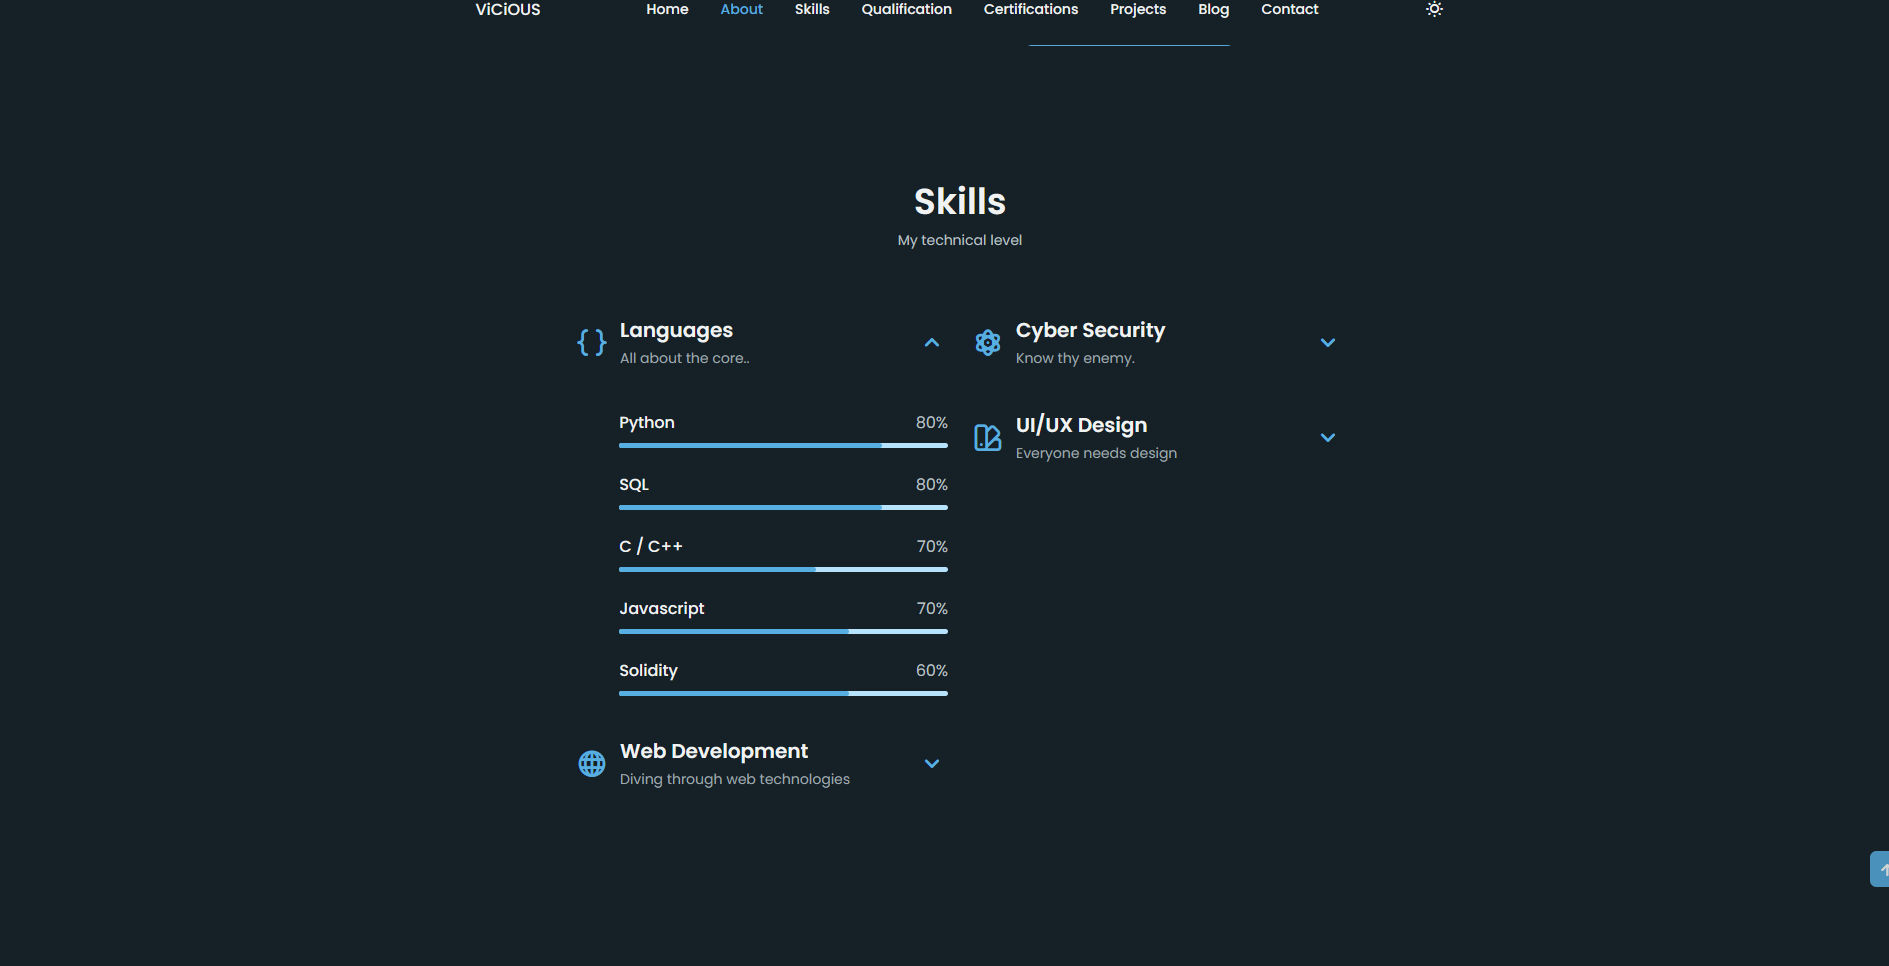 ViCiOUS
Home About Skills Qualification Certifications Projects Blog Contact
Skills
My technical level
Languages
All about the core..
Python 80%
SQL 80%
C / C++ 70%
Javascript 70%
Solidity 60%
Web Development
Diving through web technologies
Cyber Security
Know thy enemy.
UI/UX Design
Everyone needs design